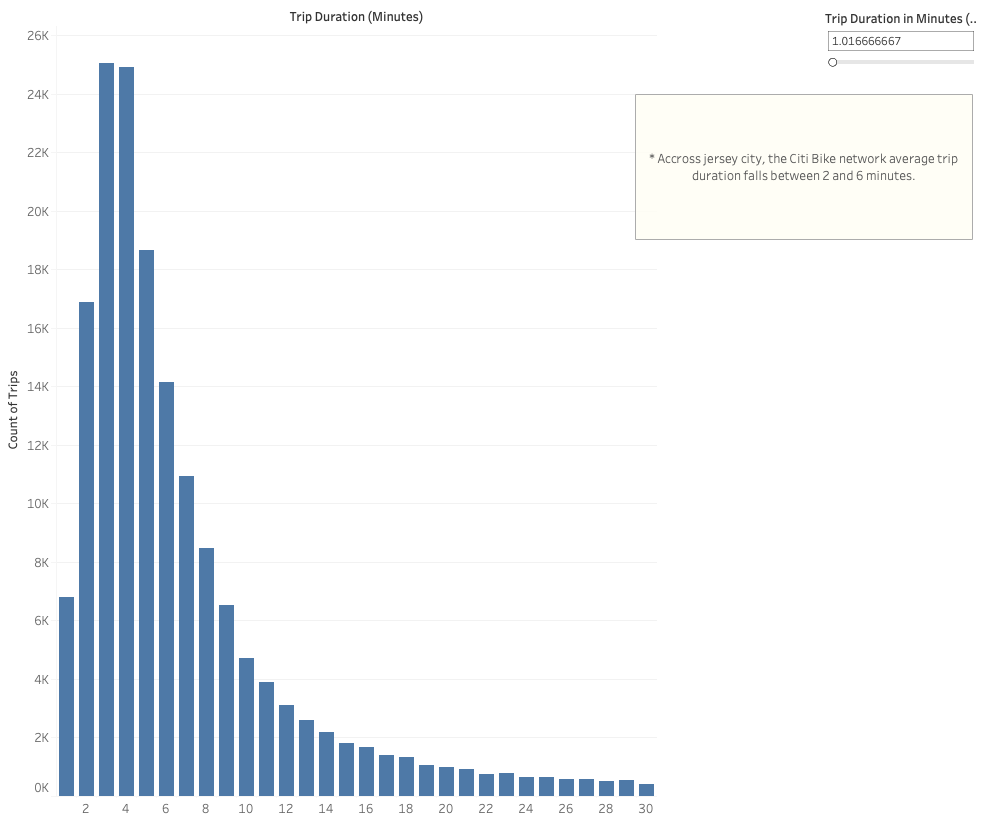 Trip Duration (Minutes)
Trip Duration in Minutes (..
1.016666667
* Accross jersey city, the Citi Bike network average trip
duration falls between 2 and 6 minutes.
Count of Trips
26K
24K
22K
20K
18K
16K
14K
12K
10K
8K
6K
4K
2K
0K
2 4 6 8 10 12 14 16 18 20 22 24 26 28 30